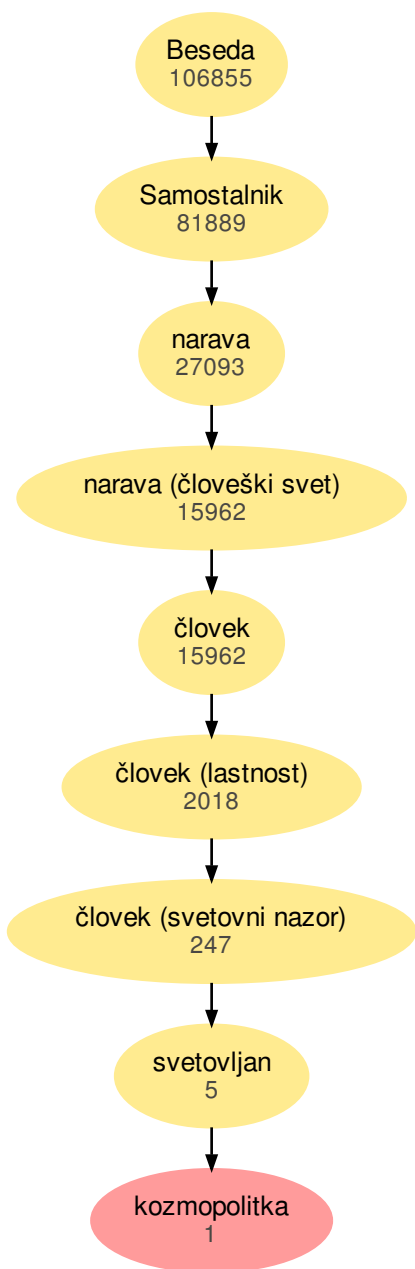 Beseda
106855
Samostalnik
81889
narava
27093
narava (človeški svet)
15962
človek
15962
človek (lastnost)
2018
človek (svetovni nazor)
247
svetovljan
5
kozmopolitka
1